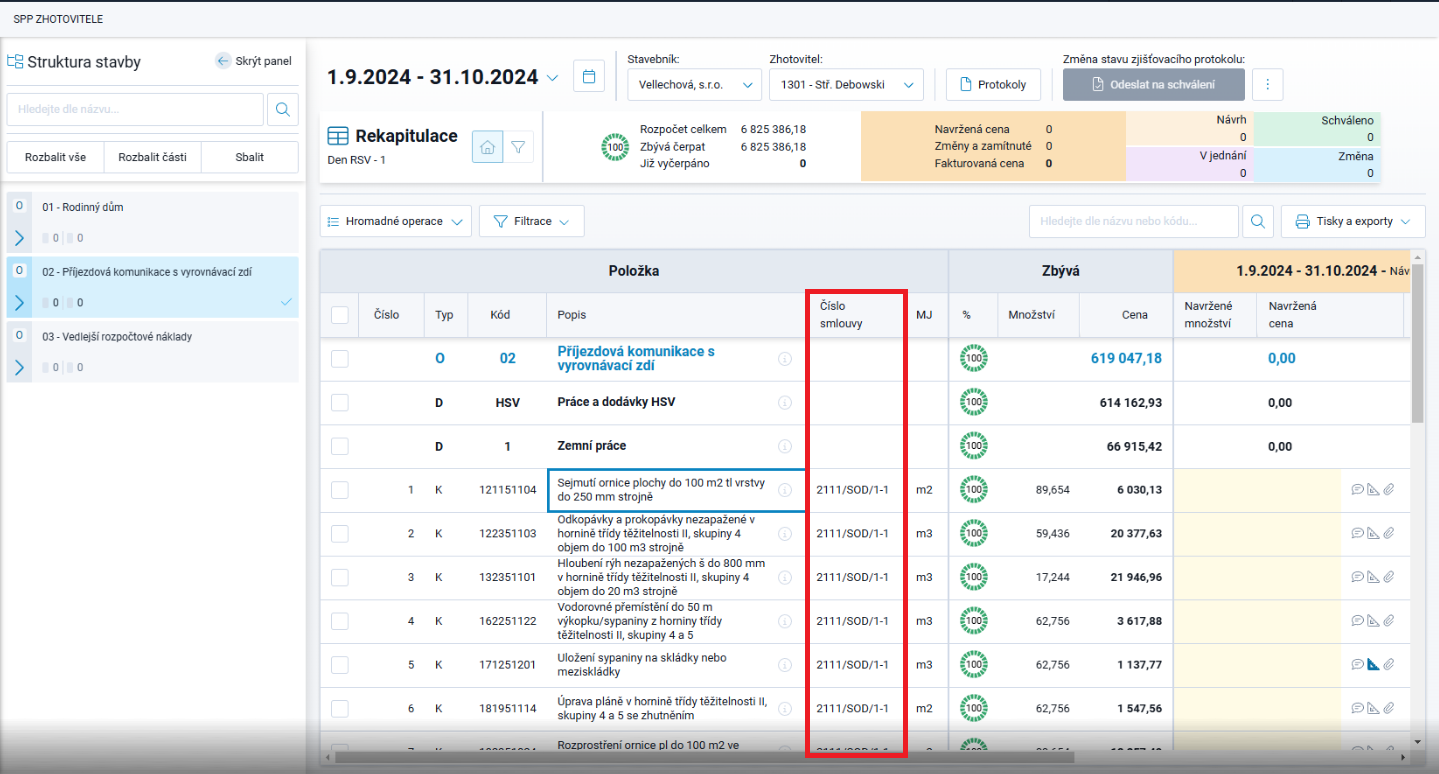 SPP ZHOTOVITELE
Struktura stavby
Skrýt panel
Hledejte dle názvu...
Rozbalit vše
Rozbalit části
Sbalit
O
01 - Rodinný dům
0
0
O
02 - Příjezdová komunikace s vyrovnávací zdí
0
0
O
03 - Vedlejší rozpočtové náklady
0
0
1.9.2024 - 31.10.2024
Stavebník:
Vellechová, s.r.o.
Zhotovitel:
1301 - Stř. Debowski
Protokoly
Změna stavu zjišťovacího protokolu:
Odeslat na schválení
Rekapitulace
Den RSV - 1
100
Rozpočet celkem 6 825 386,18
Zbývá čerpat 6 825 386,18
Již vyčerpáno 0
Navržená cena 0
Změny a zamítnuté 0
Fakturovaná cena 0
Návrh
0
Schváleno
0
V jednání
0
Změna
0
Hromadné operace
Filtrace
Hledejte dle názvu nebo kódu...
Tisky a exporty
Položka
Zbývá
1.9.2024 - 31.10.2024 - Náv
Číslo
Typ
Kód
Popis
Číslo
smlouvy
MJ
%
Množství
Cena
Navržené
množství
Navržená
cena
O 02 Příjezdová komunikace s
vyrovnávací zdí
100 619 047,18 0,00
D HSV Práce a dodávky HSV 100 614 162,93 0,00
D 1 Zemní práce 100 66 915,42 0,00
1 K 121151104 Sejmutí ornice plochy do 100 m2 tl vrstvy
do 250 mm strojně
2111/SOD/1-1 m2 100 89,654 6 030,13
2 K 122351103 Odkopávky a prokopávky nezapažené v
hornině třídy těžitelnosti II, skupiny 4
objem do 100 m3 strojně
2111/SOD/1-1 m3 100 59,436 20 377,63
3 K 132351101 Hloubení rýh nezapažených š do 800 mm
v hornině třídy těžitelnosti II, skupiny 4
objem do 20 m3 strojně
2111/SOD/1-1 m3 100 17,244 21 946,96
4 K 162251122 Vodorovné přemístění do 50 m
výkopku/sypaniny z horniny třídy
těžitelnosti II, skupiny 4 a 5
2111/SOD/1-1 m3 100 62,756 3 617,88
5 K 171251201 Uložení sypaniny na skládky nebo
meziskládky
2111/SOD/1-1 m3 100 62,756 1 137,77
6 K 181951114 Úprava pláně v hornině třídy těžitelnosti II,
skupiny 4 a 5 se zhutněním
2111/SOD/1-1 m2 100 62,756 1 547,56
Rozprostření ornice pl do 100 m2 ve